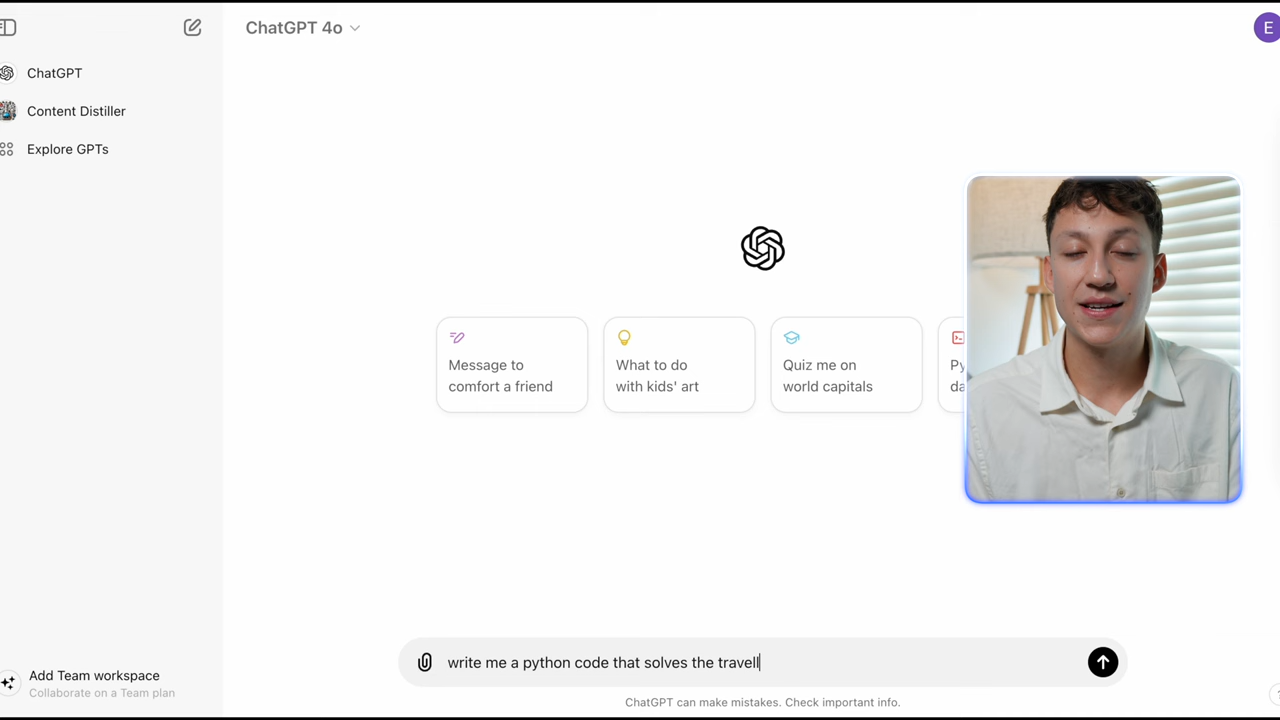 ChatGPT 4o
E
ChatGPT
Content Distiller
Explore GPTs
Message to
comfort a friend
What to do
with kids' art
Quiz me on
world capitals
Py
da
write me a python code that solves the travell
Add Team workspace
Collaborate on a Team plan
ChatGPT can make mistakes. Check important info.